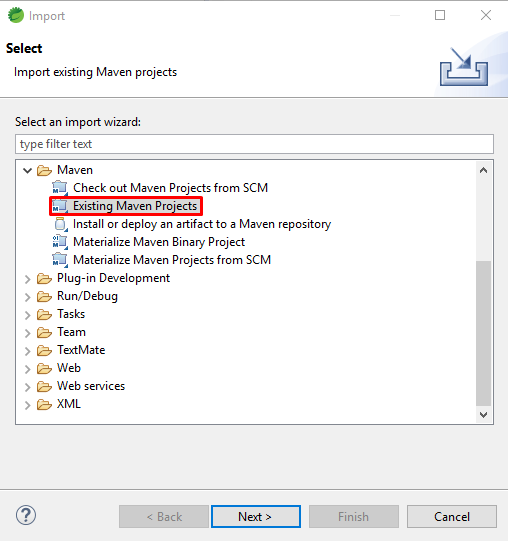 Import
Select
Import existing Maven projects
Select an import wizard:
type filter text
Maven
Check out Maven Projects from SCM
Existing Maven Projects
Install or deploy an artifact to a Maven repository
Materialize Maven Binary Project
Materialize Maven Projects from SCM
Plug-in Development
Run/Debug
Tasks
Team
TextMate
Web
Web services
XML
? < Back Next > Finish Cancel